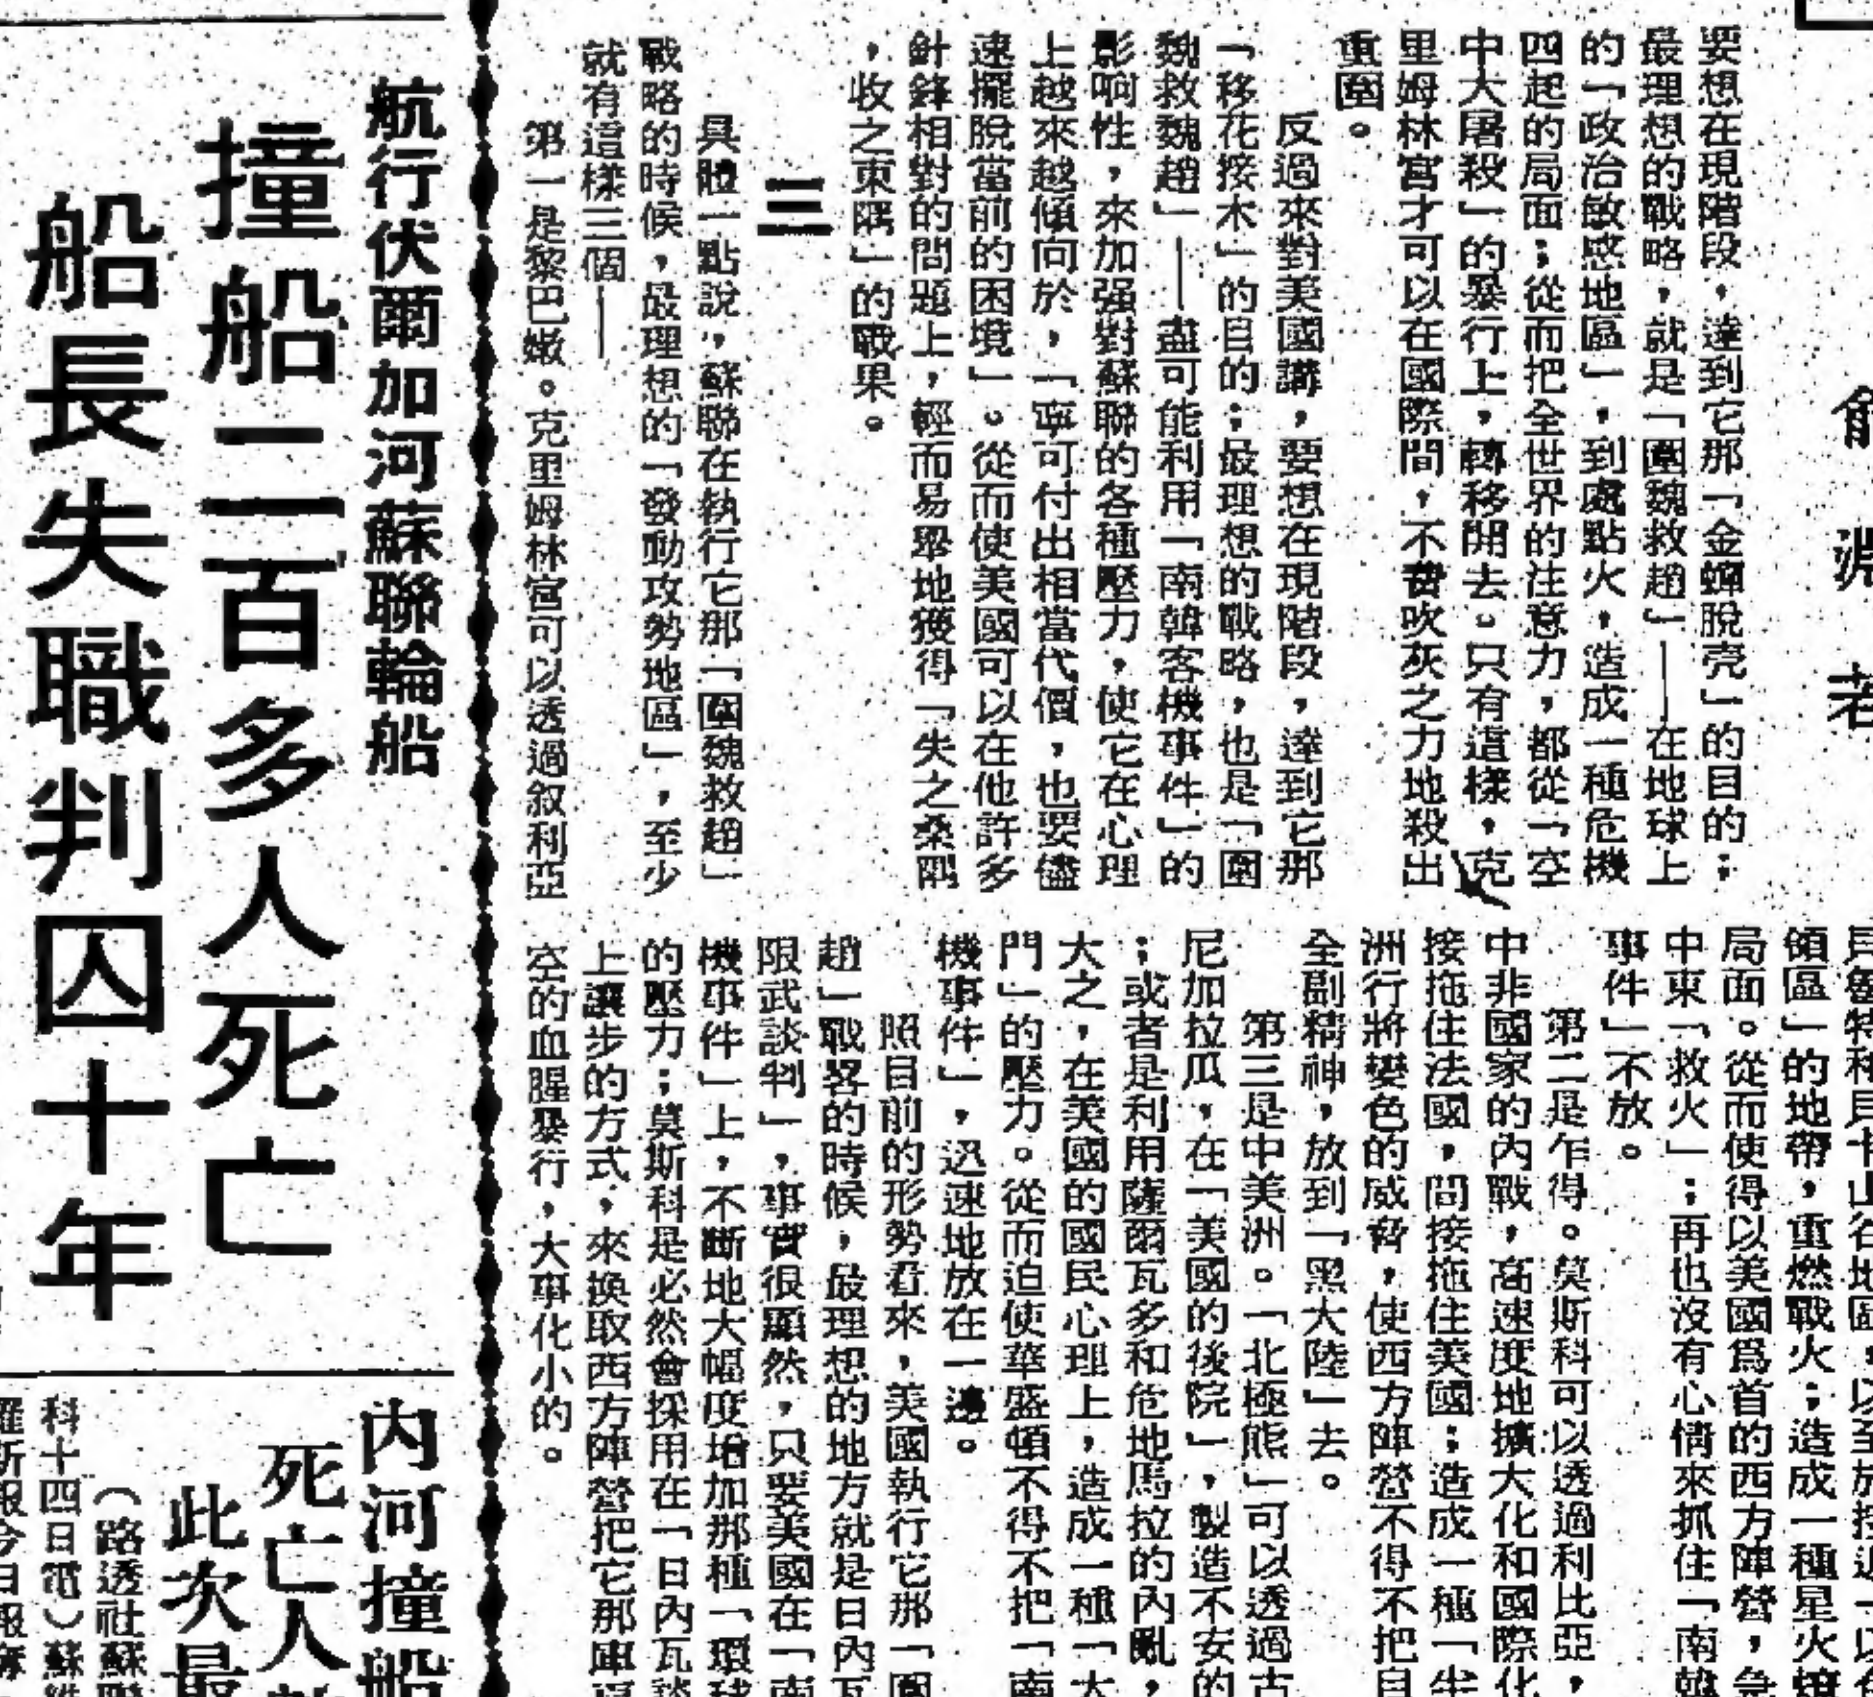 要想在現階段，達到它那「金蟬脫壳」的目的；
最理想的戰略，就是「圍魏救趙」——在地球上
的「政治敏感地區」，到處點火，造成一種危機
四起的局面；從而把全世界的注意力，都從「空
中大屠殺」的暴行上，轉移開去。只有這樣，克
里姆林宮才可以在國際間，不費吹灰之力地殺出
重圍。
反過來對美國講，要想在現階段，達到它那
「移花接木」的目的；最理想的戰略，也是「圍
魏救魏趙」——盡可能利用「南韓客機事件」的
影响性，來加强對蘇聯的各種壓力，使它在心理
上越來越傾向於，「寧可付出相當代價，也要儘
速擺脫當前的困境」。從而使美國可以在他許多
針鋒相對的問題上，輕而易舉地獲得「失之桑隅
，收之東隅」的戰果。
三
具體一點說，蘇聯在執行它那「圍魏救趙」
戰略的時候，最理想的「發動攻勢地區」，至少
就有這樣三個——
第一是黎巴嫩。克里姆林宮可以透過叙利亞
領區」的地帶，重燃戰火；造成一種星火
局面。從而使得以美國爲首的西方陣營，急
中東「救火」；再也沒有心情來抓住「南韓
事件」不放。
第二是乍得。莫斯科可以透過利比亞，
中非國家的內戰，高速度地擴大化和國際化
接拖住法國，間接拖住美國；造成一種「半
洲行將變色的威脅，使西方陣營不得不把目
全副精神，放到「黑大陸」去。
第三是中美洲。「北極熊」可以透過古
尼加拉瓜，在「美國的後院」，製造不安的
；或者是利用薩爾瓦多和危地馬拉的內亂，
大之，在美國的國民心理上，造成一種「大
門」的壓力。從而迫使華盛頓不得不把「南
機事件」，迅速地放在一邊。
照目前的形勢看來，美國執行它那「圍
趙」戰畧的時候，最理想的地方就是日內瓦
限武談判」，事實很顯然，只要美國在「南
機事件」上，不斷地大幅度增加那種「環球
的壓力；莫斯科是必然會採用在「日內瓦談
上讓步的方式，來換取西方陣營把它那庫頁
空的血腥暴行，大事化小的。
航行伏爾加河蘇聯輪船
撞船二百多人死亡
船長失職判囚十年
內河撞船
死亡人數
此次最
（路透社蘇聯
科十四日電）蘇維